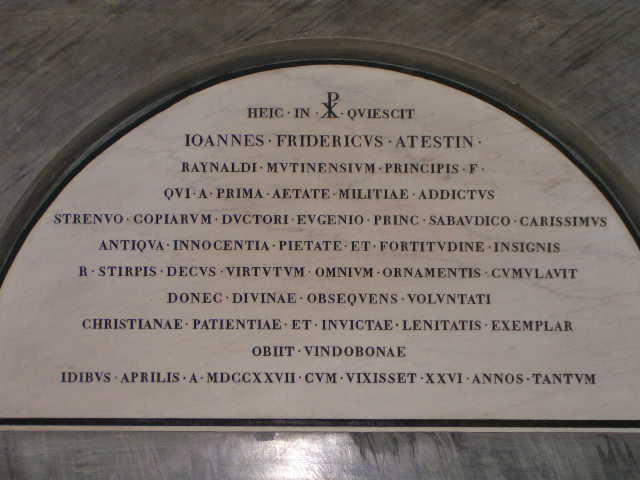 HEIC · IN · ☧ · QVIESCIT
IOANNES · FRIDERICVS · ATESTIN ·
RAYNALDI · MVTINENSIVM · PRINCIPIS · F ·
QVI · A · PRIMA · AETATE · MILITIAE · ADDICTVS
STRENVO · COPIARVM · DVCTORI · EVGENIO · PRINC · SABAVDICO · CARISSIMVS
ANTIQVA · INNOCENTIA · PIETATE · ET · FORTITVDINE · INSIGNIS
R · STIRPIS · DECVS · VIRTVTVM · OMNIVM · ORNAMENTIS · CVMVLAVIT
DONEC · DIVINAE · OBSEQVENS · VOLVNTATI
CHRISTIANAE · PATIENTIAE · ET · INVICTAE · LENITATIS · EXEMPLAR
OBIIT · VINDOBONAE
IDIBVS · APRILIS · A · MDCCXXVII · CVM · VIXISSET · XXVI · ANNOS · TANTVM